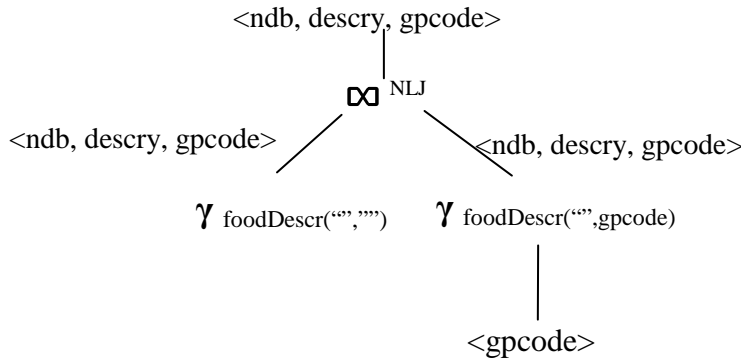 <ndb, descry, gpcode>
⋈ NLJ
<ndb, descry, gpcode>
<ndb, descry, gpcode>
γ foodDescr(“”,””)
γ foodDescr(“”,gpcode)
<gpcode>